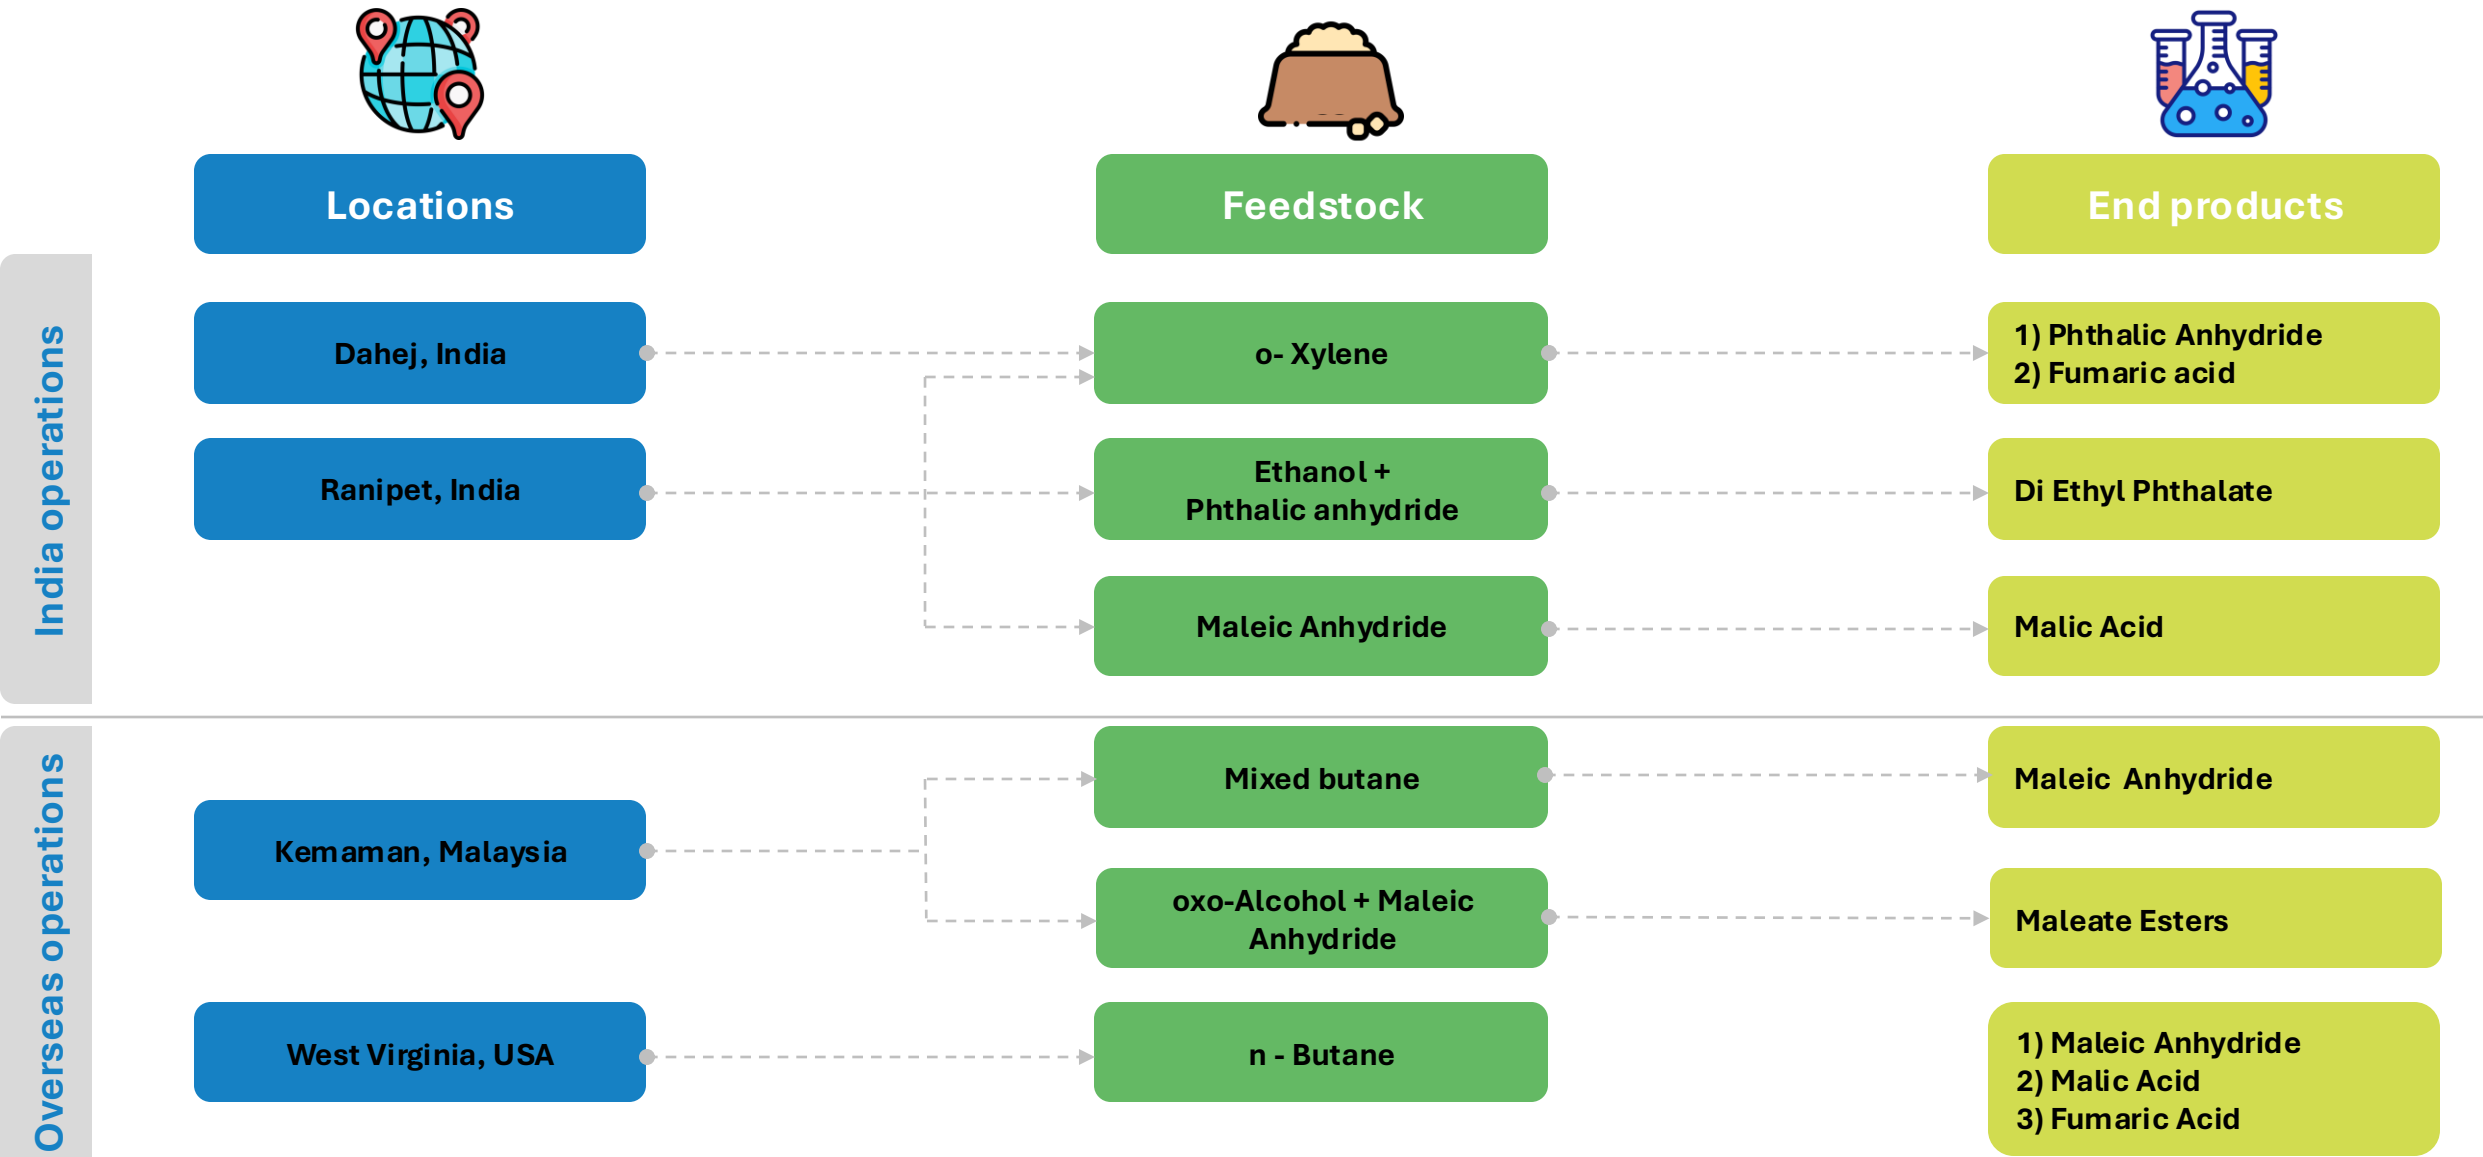 Locations
Feedstock
End products
India operations
Dahej, India
o- Xylene
1) Phthalic Anhydride
2) Fumaric acid
Ranipet, India
Ethanol +
Phthalic anhydride
Di Ethyl Phthalate
Maleic Anhydride
Malic Acid
Overseas operations
Kemaman, Malaysia
Mixed butane
Maleic Anhydride
oxo-Alcohol + Maleic
Anhydride
Maleate Esters
West Virginia, USA
n - Butane
1) Maleic Anhydride
2) Malic Acid
3) Fumaric Acid